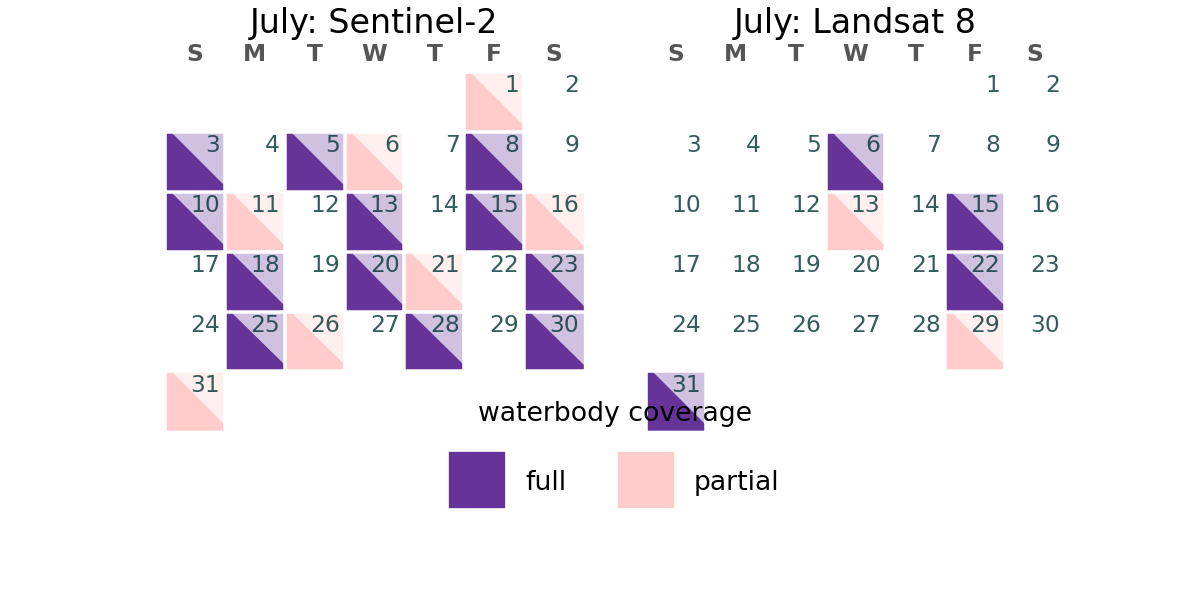 July: Sentinel-2
S M T W T F S
1 2
3 4 5 6 7 8 9
10 11 12 13 14 15 16
17 18 19 20 21 22 23
24 25 26 27 28 29 30
31
July: Landsat 8
S M T W T F S
1 2
3 4 5 6 7 8 9
10 11 12 13 14 15 16
17 18 19 20 21 22 23
24 25 26 27 28 29 30
31
waterbody coverage
full partial